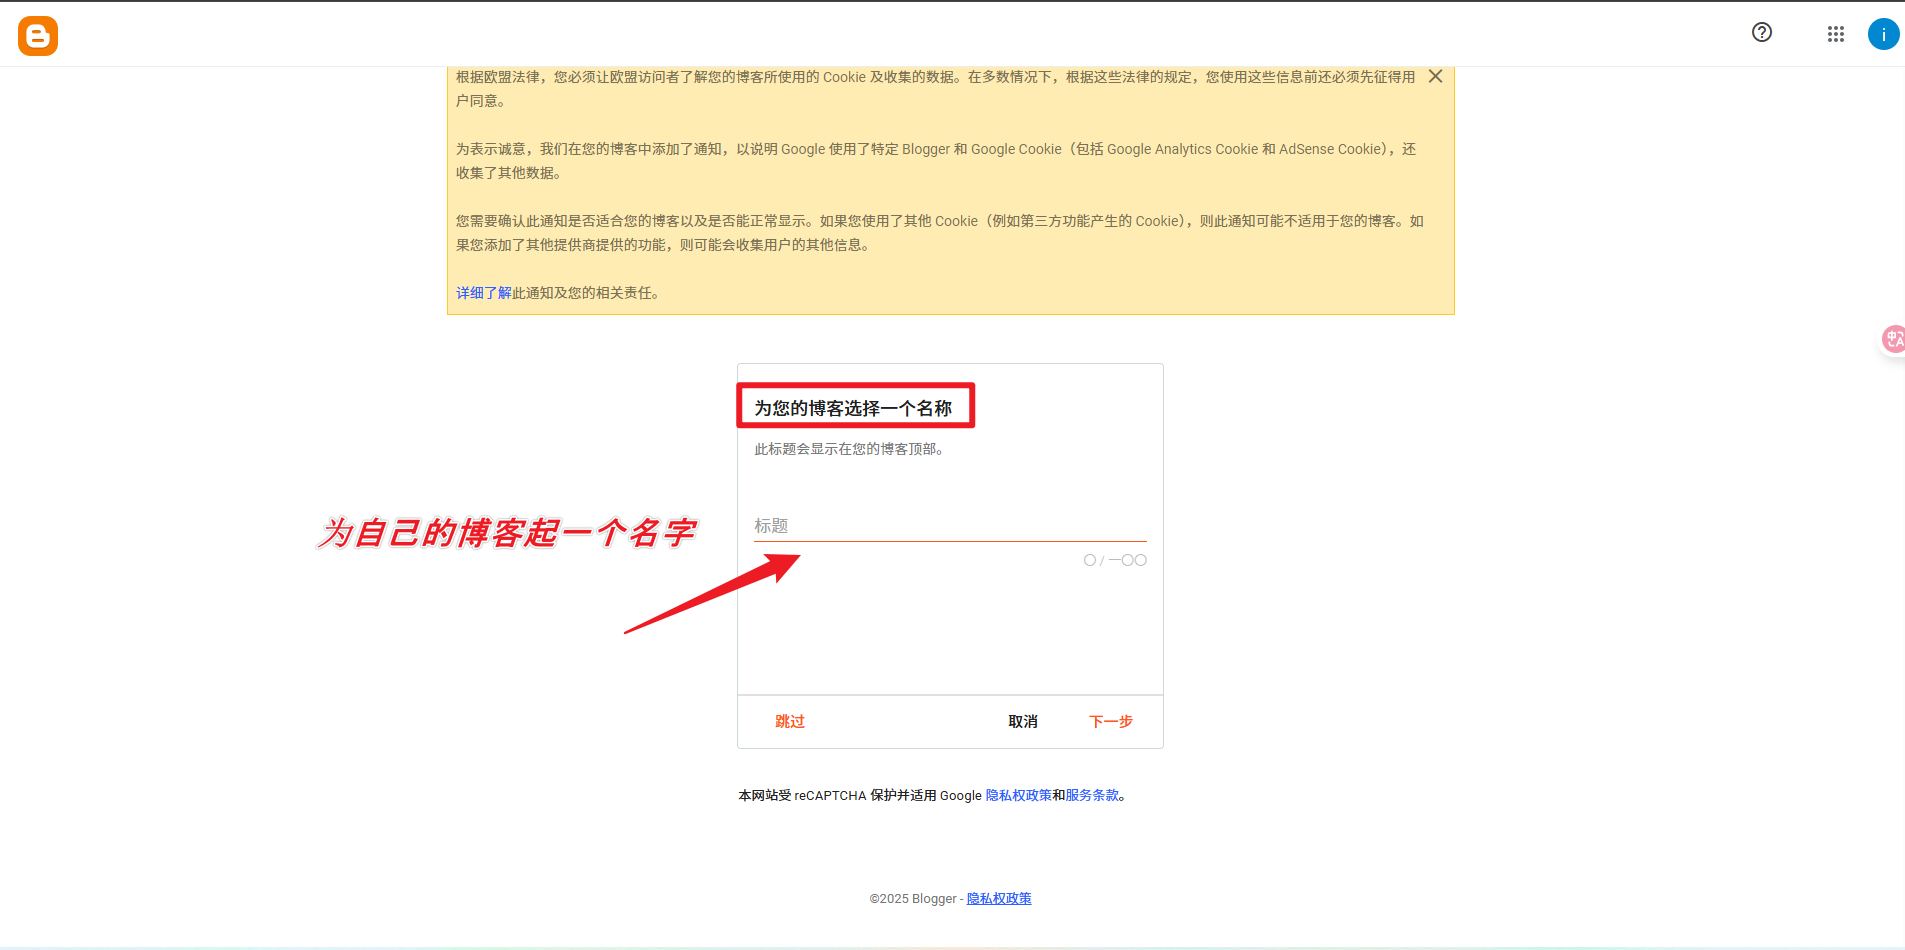 i
根据欧盟法律，您必须让欧盟访问者了解您的博客所使用的 Cookie 及收集的数据。在多数情况下，根据这些法律的规定，您使用这些信息前还必须先征得用
户同意。
为表示诚意，我们在您的博客中添加了通知，以说明 Google 使用了特定 Blogger 和 Google Cookie（包括 Google Analytics Cookie 和 AdSense Cookie），还
收集了其他数据。
您需要确认此通知是否适合您的博客以及是否能正常显示。如果您使用了其他 Cookie（例如第三方功能产生的 Cookie），则此通知可能不适用于您的博客。如
果您添加了其他提供商提供的功能，则可能会收集用户的其他信息。
详细了解此通知及您的相关责任。
中A
为您的博客选择一个名称
此标题会显示在您的博客顶部。
为自己的博客起一个名字
标题
〇 / 一〇〇
跳过 取消 下一步
本网站受 reCAPTCHA 保护并适用 Google 隐私权政策和服务条款。
©2025 Blogger - 隐私权政策